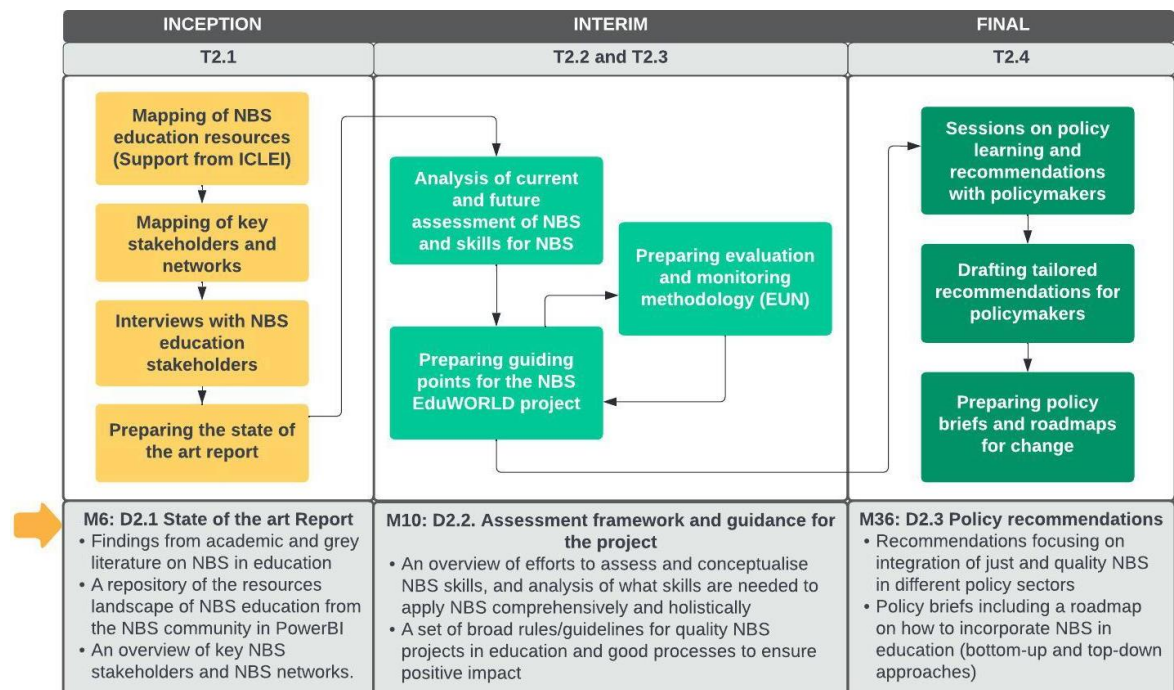 INCEPTION
INTERIM
FINAL
T2.1
T2.2 and T2.3
T2.4
Mapping of NBS
education resources
(Support from ICLEI)
Mapping of key
stakeholders and
networks
Interviews with NBS
education
stakeholders
Preparing the state of
the art report
Analysis of current
and future
assessment of NBS
and skills for NBS
Preparing evaluation
and monitoring
methodology (EUN)
Preparing guiding
points for the NBS
EduWORLD project
Sessions on policy
learning and
recommendations
with policymakers
Drafting tailored
recommendations for
policymakers
Preparing policy
briefs and roadmaps
for change
M6: D2.1 State of the art Report
• Findings from academic and grey
literature on NBS in education
• A repository of the resources
landscape of NBS education from
the NBS community in PowerBI
• An overview of key NBS
stakeholders and NBS networks.
M10: D2.2. Assessment framework and guidance for
the project
• An overview of efforts to assess and conceptualise
NBS skills, and analysis of what skills are needed to
apply NBS comprehensively and holistically
• A set of broad rules/guidelines for quality NBS
projects in education and good processes to ensure
positive impact
M36: D2.3 Policy recommendations
• Recommendations focusing on
integration of just and quality NBS
in different policy sectors
• Policy briefs including a roadmap
on how to incorporate NBS in
education (bottom-up and top-down
approaches)